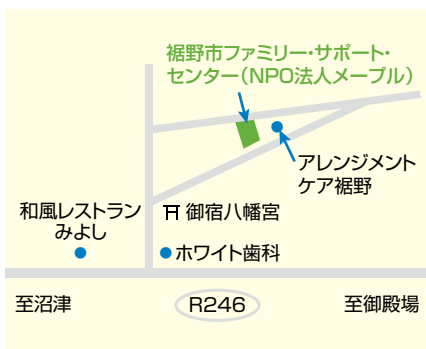 裾野市ファミリー・サポート・
センター（NPO法人メープル）
アレンジメント
ケア裾野
和風レストラン
みよし
御宿八幡宮
ホワイト歯科
至沼津
R246
至御殿場